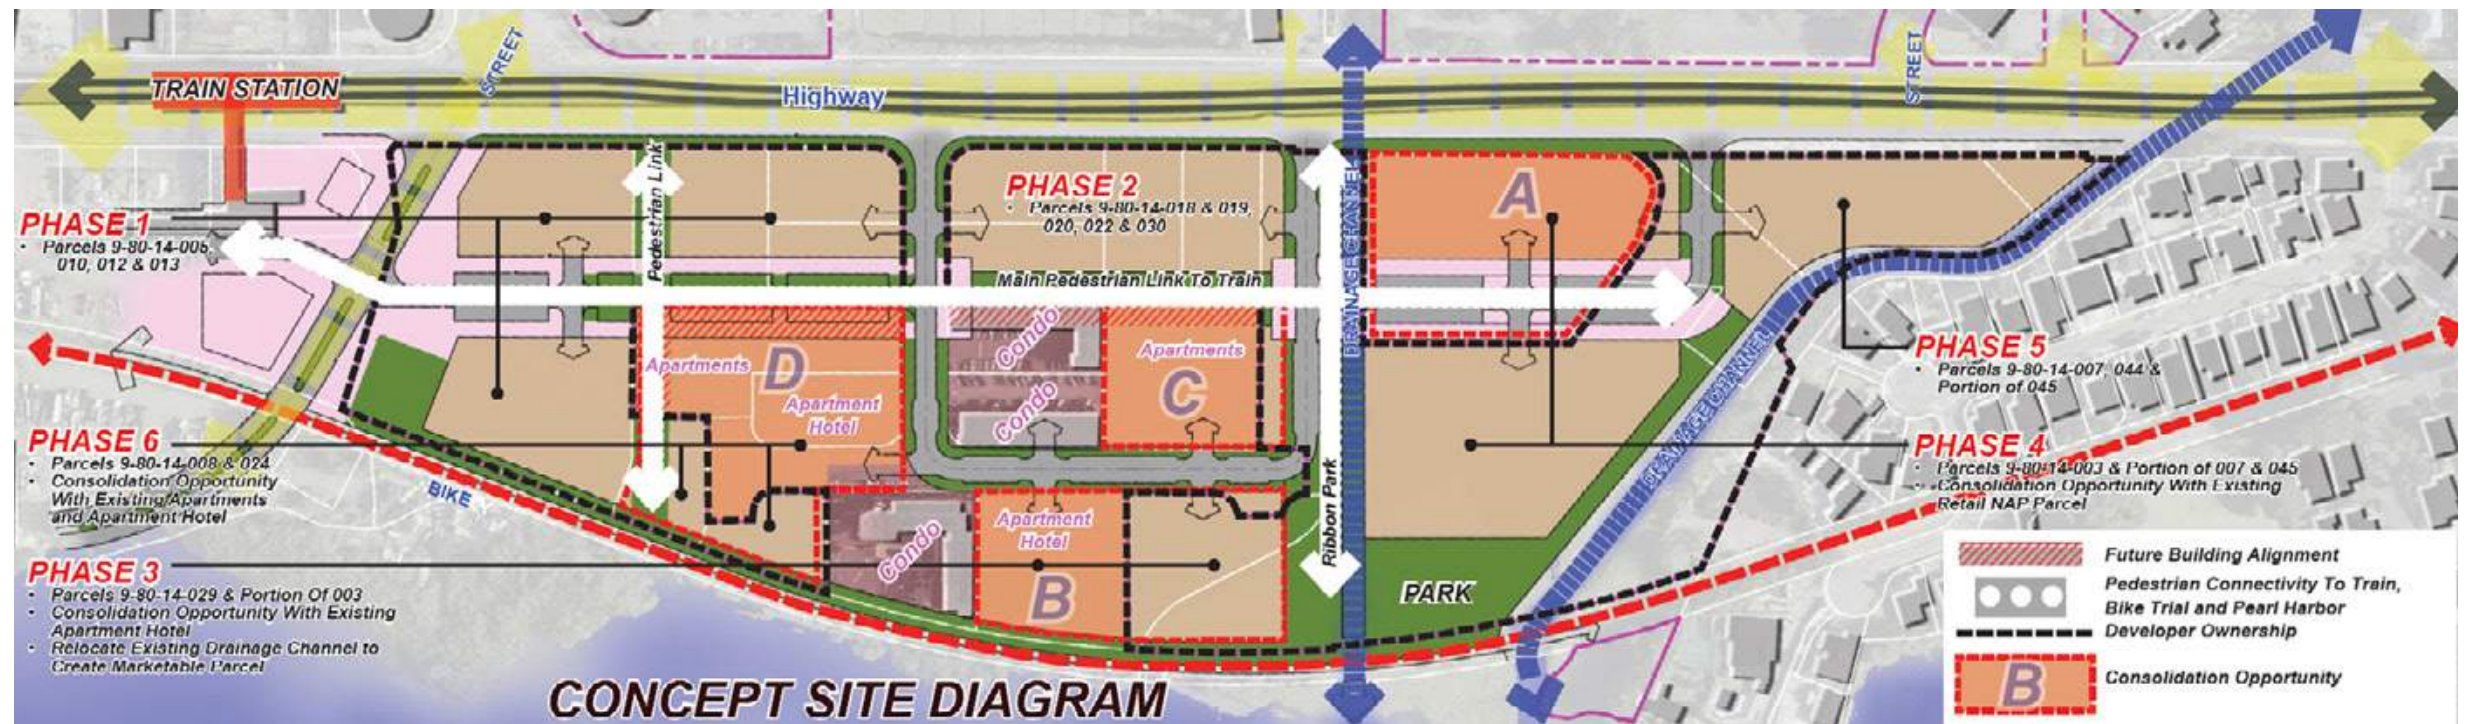 STREET
STREET
TRAIN STATION
Highway
Pedestrian Link
DRAINAGE CHANNEL
A
PHASE 1
• Parcels 9-80-14-005,
010, 012 & 013
PHASE 2
• Parcels 9-80-14-018 & 019,
020, 022 & 030
Main Pedestrian Link To Train
Condo
Condo
Apartments
C
Apartments
D
Apartment
Hotel
PHASE 5
• Parcels 9-80-14-007, 044 &
Portion of 045
DRAINAGE CHANNEL
PHASE 6
• Parcels 9-80-14-008 & 024
• Consolidation Opportunity
With Existing Apartments
and Apartment Hotel
BIKE
PHASE 4
• Parcels 9-80-14-003 & Portion of 007 & 045
• Consolidation Opportunity With Existing
Retail NAP Parcel
Ribbon Park
Condo
Apartment
Hotel
B
PARK
PHASE 3
• Parcels 9-80-14-029 & Portion Of 003
• Consolidation Opportunity With Existing
Apartment Hotel
• Relocate Existing Drainage Channel to
Create Marketable Parcel
Future Building Alignment
Pedestrian Connectivity To Train,
Bike Trial and Pearl Harbor
Developer Ownership
B
Consolidation Opportunity
CONCEPT SITE DIAGRAM